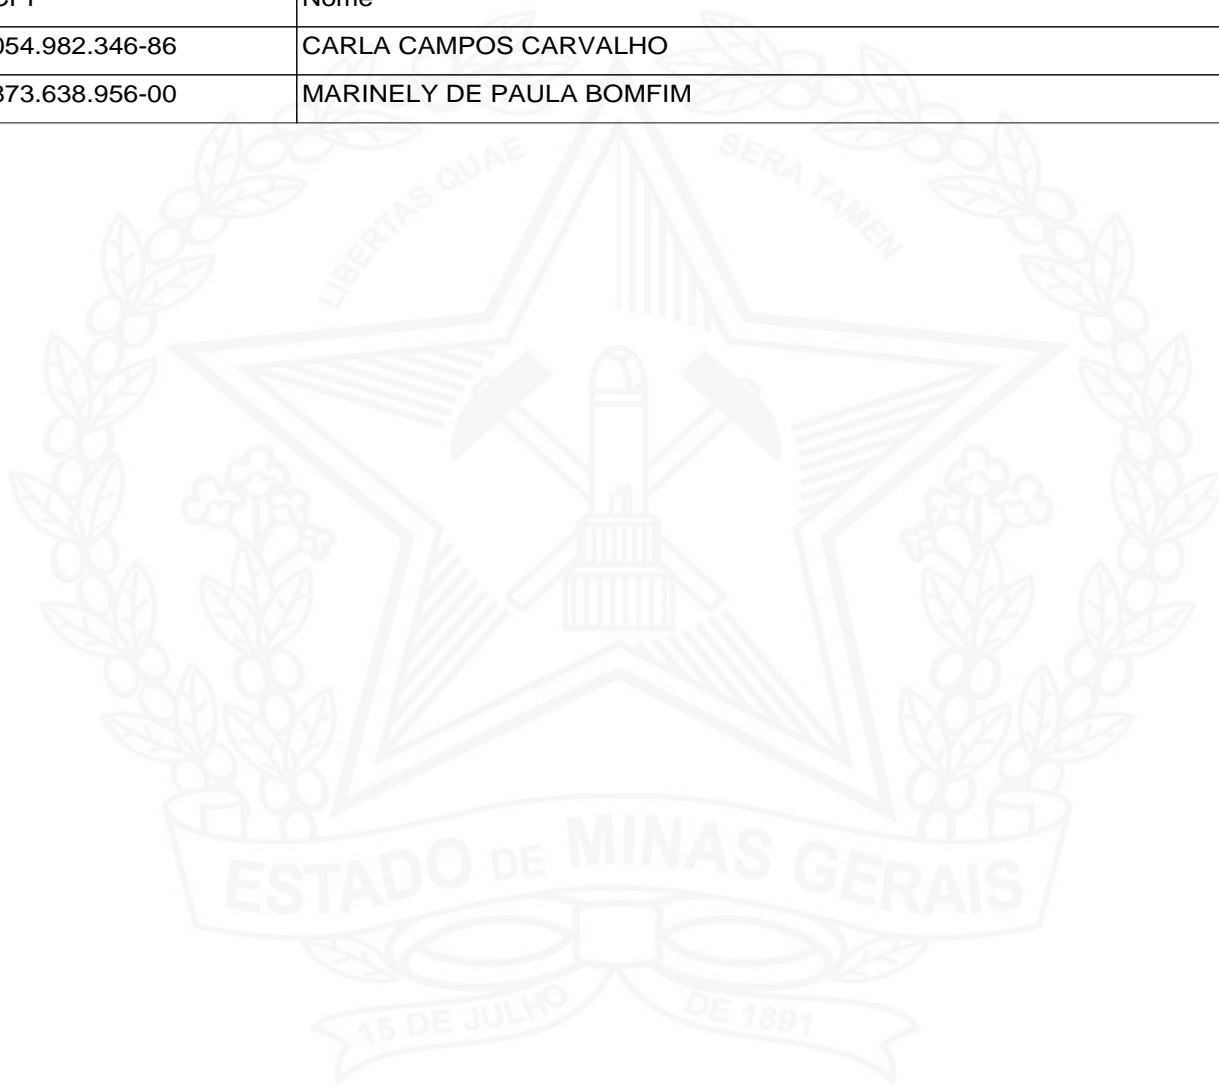 Nome
054.982.346-86 CARLA CAMPOS CARVALHO
873.638.956-00 MARINELY DE PAULA BOMFIM
LIBERTAS QUAE SERA TAMEN
ESTADO DE MINAS GERAIS
15 DE JULHO DE 1891